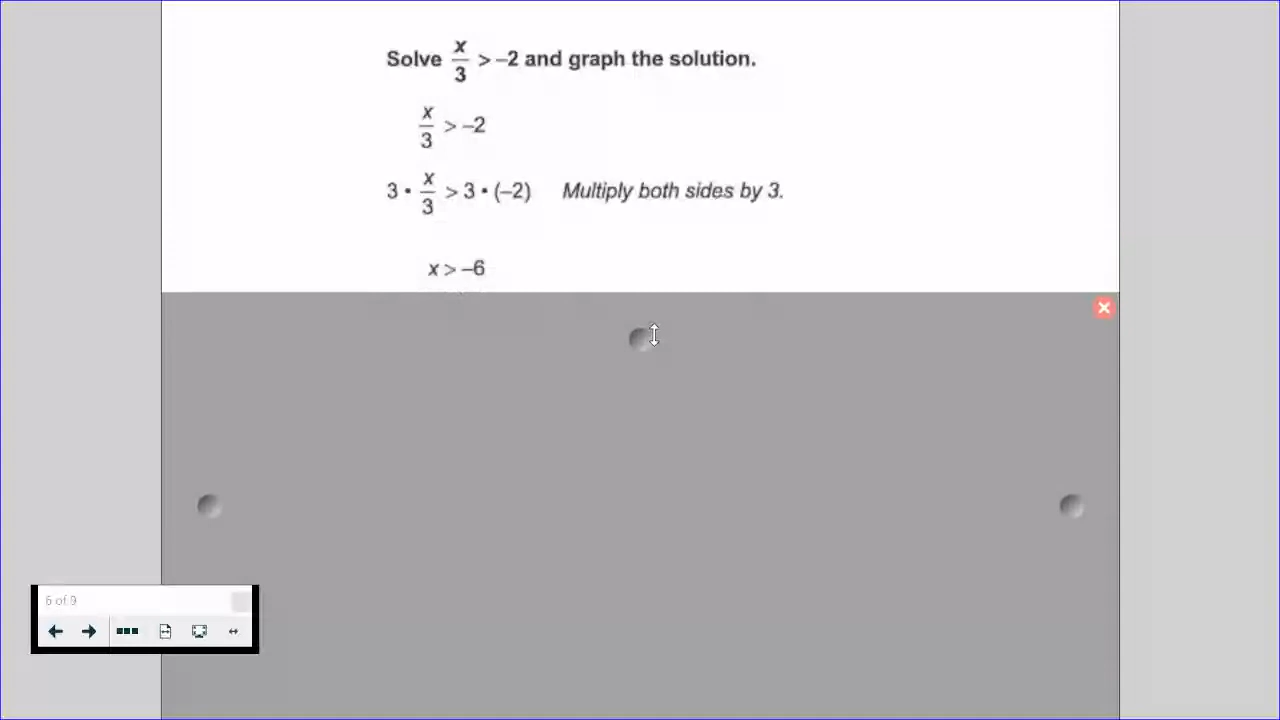 Solve x/3 > –2 and graph the solution.
x/3 > –2
3 • x/3 > 3 • (–2) Multiply both sides by 3.
x > –6
6 of 9